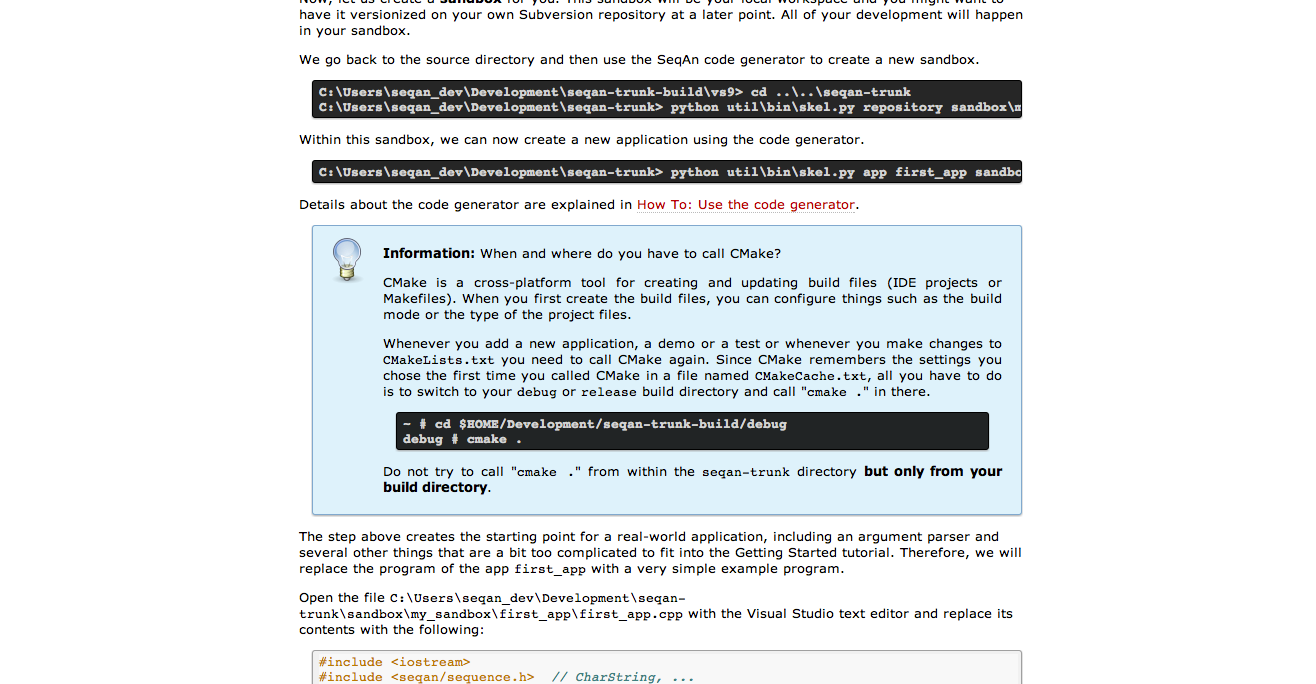 Now, let us create a sandbox for you. This sandbox will be your local workspace and you might want to
have it versionized on your own Subversion repository at a later point. All of your development will happen
in your sandbox.
We go back to the source directory and then use the SeqAn code generator to create a new sandbox.
C:\Users\seqan_dev\Development\seqan-trunk-build\vs9> cd ..\..\seqan-trunk
C:\Users\seqan_dev\Development\seqan-trunk> python util\bin\skel.py repository sandbox\m
Within this sandbox, we can now create a new application using the code generator.
C:\Users\seqan_dev\Development\seqan-trunk> python util\bin\skel.py app first_app sandbo
Details about the code generator are explained in How To: Use the code generator.
Information: When and where do you have to call CMake?
CMake is a cross-platform tool for creating and updating build files (IDE projects or
Makefiles). When you first create the build files, you can configure things such as the build
mode or the type of the project files.
Whenever you add a new application, a demo or a test or whenever you make changes to
CMakeLists.txt you need to call CMake again. Since CMake remembers the settings you
chose the first time you called CMake in a file named CMakeCache.txt, all you have to do
is to switch to your debug or release build directory and call "cmake ." in there.
~ # cd $HOME/Development/seqan-trunk-build/debug
debug # cmake .
Do not try to call "cmake ." from within the seqan-trunk directory but only from your
build directory.
The step above creates the starting point for a real-world application, including an argument parser and
several other things that are a bit too complicated to fit into the Getting Started tutorial. Therefore, we will
replace the program of the app first_app with a very simple example program.
Open the file C:\Users\seqan_dev\Development\seqan-
trunk\sandbox\my_sandbox\first_app\first_app.cpp with the Visual Studio text editor and replace its
contents with the following:
#include <iostream>
#include <seqan/sequence.h>  // CharString, ...